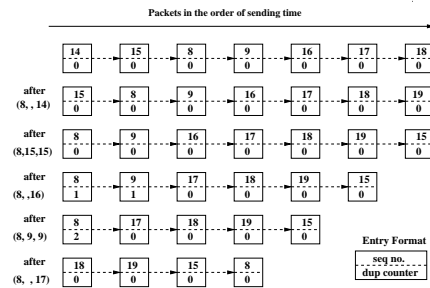 Packets in the order of sending time
14 15 8 9 16 17 18
0 0 0 0 0 0 0
after
(8, , 14)
15 8 9 16 17 18 19
0 0 0 0 0 0 0
after
(8,15,15)
8 9 16 17 18 19 15
0 0 0 0 0 0 0
after
(8, ,16)
8 9 17 18 19 15
1 1 0 0 0 0
after
(8, 9, 9)
8 17 18 19 15
2 0 0 0 0
after
(8, , 17)
18 19 15 8
0 0 0 0
Entry Format
seq no.
dup counter